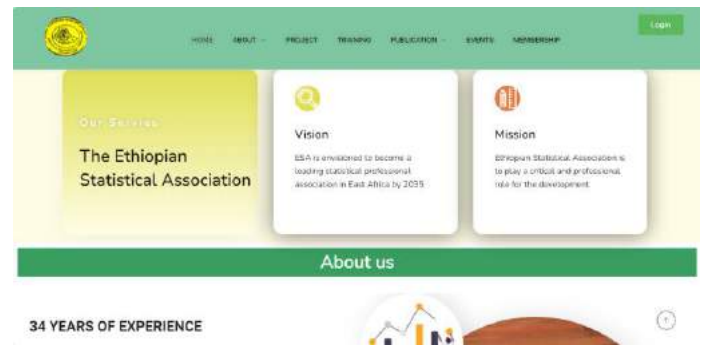 HOME ABOUT PROJECT TRAINING PUBLICATION EVENTS MEMBERSHIP
Login
Our Service
The Ethiopian
Statistical Association
Vision
ESA is envisioned to become a
leading statistical professional
association in East Africa by 2035
Mission
Ethiopian Statistical Association is
to play a critical and professional
role for the development
About us
34 YEARS OF EXPERIENCE